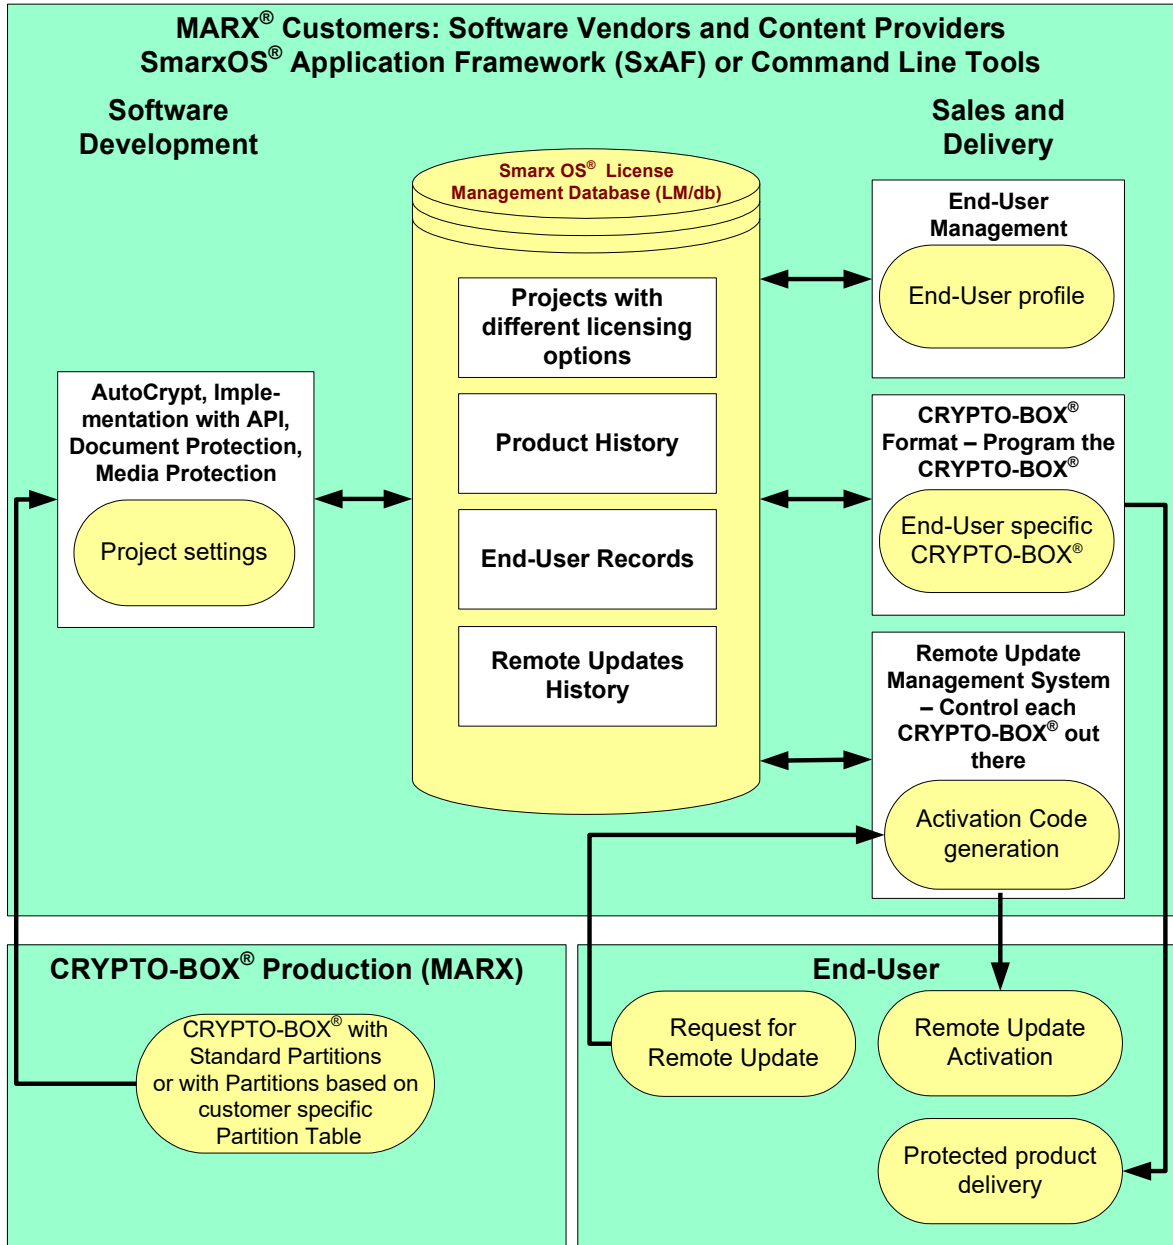 MARX® Customers: Software Vendors and Content Providers
SmarxOS® Application Framework (SxAF) or Command Line Tools
Software
Development
Sales and
Delivery
Smarx OS® License
Management Database (LM/db)
Projects with
different licensing
options
Product History
End-User Records
Remote Updates
History
AutoCrypt, Imple-
mentation with API,
Document Protection,
Media Protection
Project settings
End-User
Management
End-User profile
CRYPTO-BOX®
Format – Program the
CRYPTO-BOX®
End-User specific
CRYPTO-BOX®
Remote Update
Management System
– Control each
CRYPTO-BOX® out
there
Activation Code
generation
CRYPTO-BOX® Production (MARX)
CRYPTO-BOX® with
Standard Partitions
or with Partitions based on
customer specific
Partition Table
End-User
Request for
Remote Update
Remote Update
Activation
Protected product
delivery